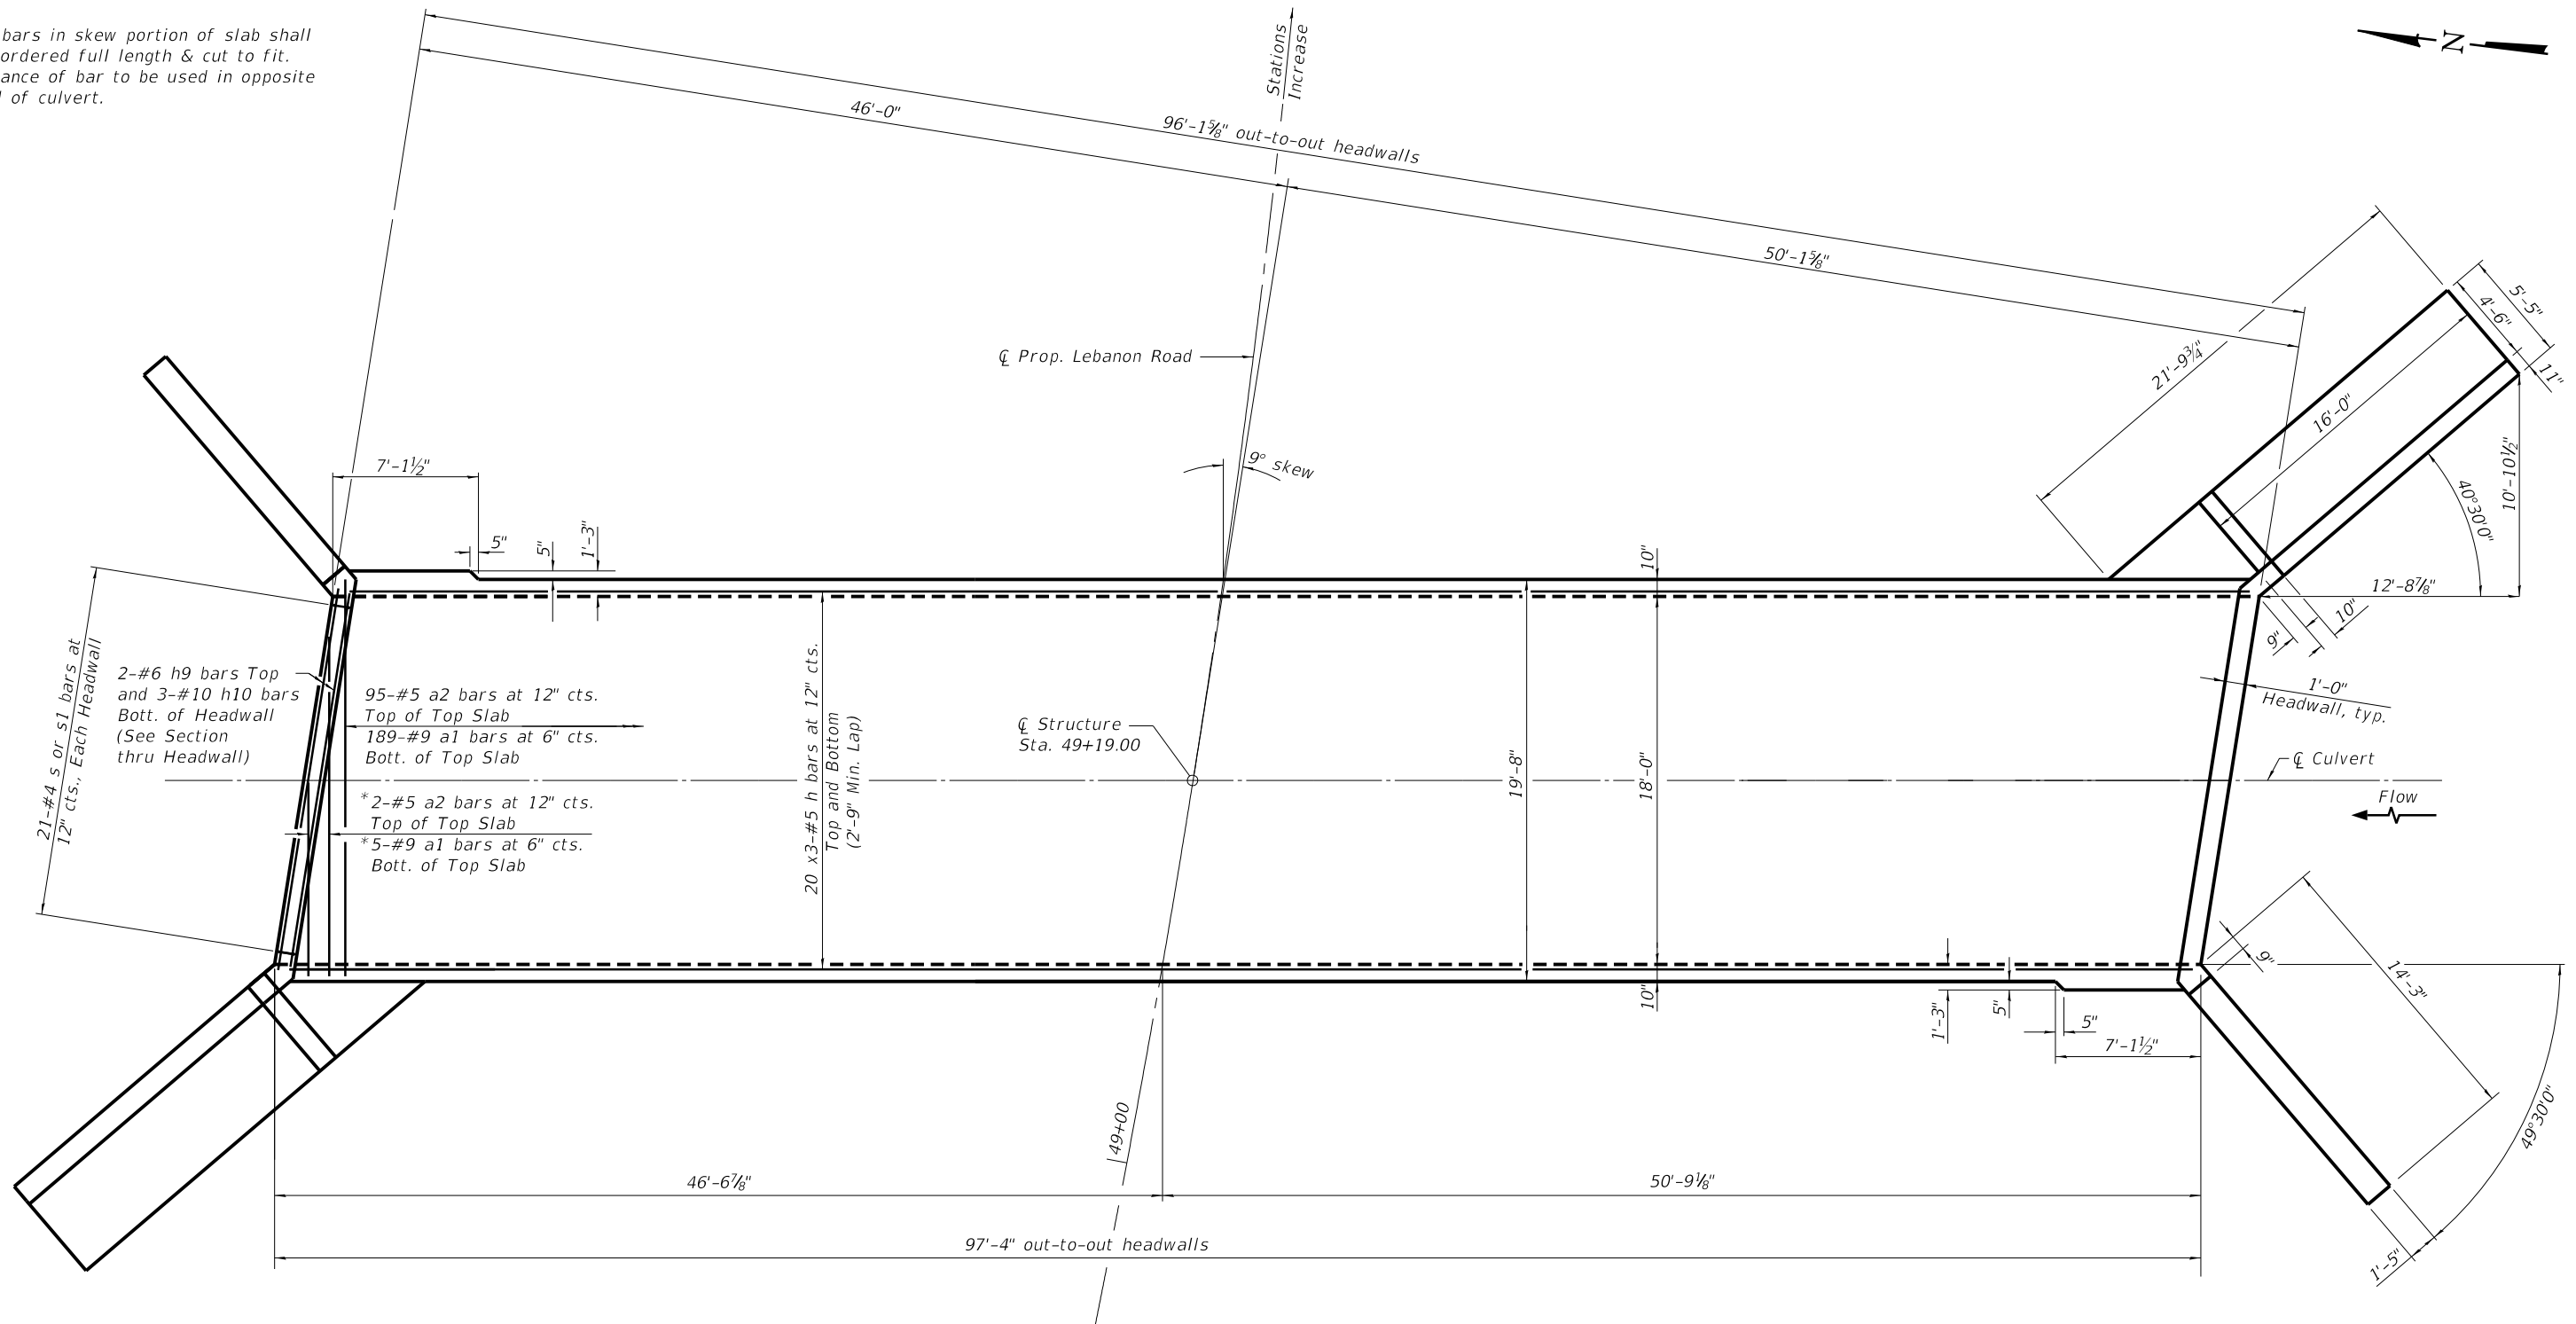 bars in skew portion of slab shall
ordered full length & cut to fit.
ance of bar to be used in opposite
of culvert.
Stations
Increase
N
46'-0"
96'-1⅝" out-to-out headwalls
50'-1⅝"
℄ Prop. Lebanon Road
9° skew
21'-9¾"
5'-5"
4'-6"
11"
16'-0"
10'-10½"
40°30'0"
12'-8⅞"
10"
9"
7'-1½"
5"
5"
1'-3"
10"
21-#4 s or s1 bars at
12" cts., Each Headwall
2-#6 h9 bars Top
and 3-#10 h10 bars
Bott. of Headwall
(See Section
thru Headwall)
95-#5 a2 bars at 12" cts.
Top of Top Slab
189-#9 a1 bars at 6" cts.
Bott. of Top Slab
*2-#5 a2 bars at 12" cts.
Top of Top Slab
*5-#9 a1 bars at 6" cts.
Bott. of Top Slab
20 x3-#5 h bars at 12" cts.
Top and Bottom
(2'-9" Min. Lap)
℄ Structure
Sta. 49+19.00
19'-8"
18'-0"
1'-0"
Headwall, typ.
℄ Culvert
Flow
10"
1'-3"
5"
5"
7'-1½"
9"
14'-3"
49°30'0"
1'-5"
49+00
46'-6⅞"
50'-9⅛"
97'-4" out-to-out headwalls